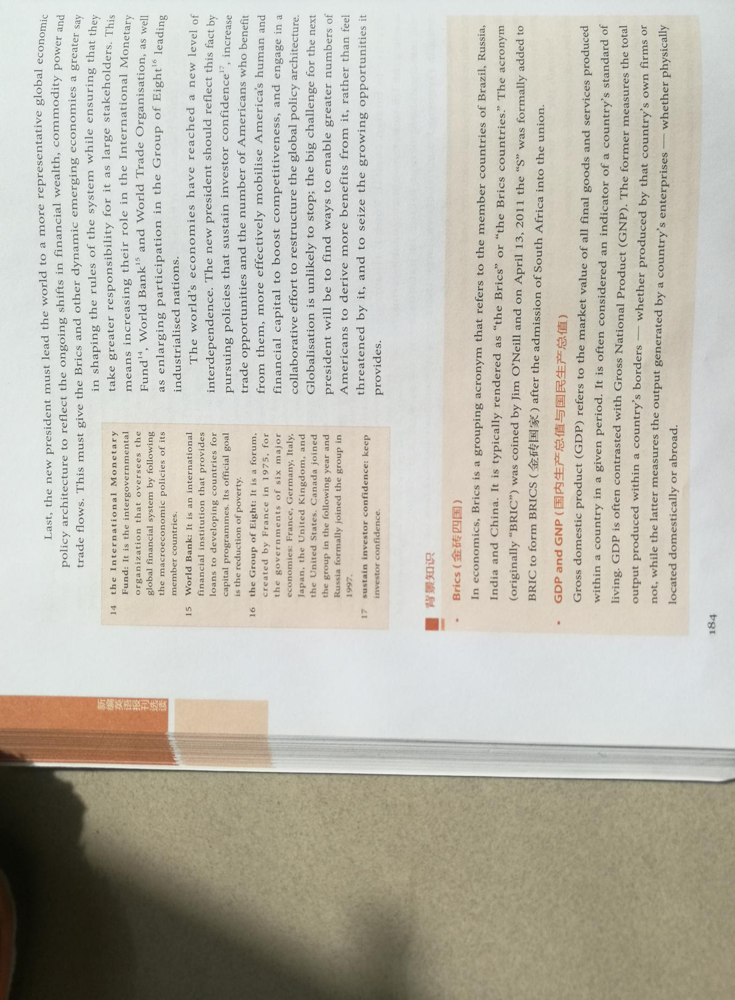 新编英语报刊选读
Last, the new president must lead the world to a more representative global economic
policy architecture to reflect the ongoing shifts in financial wealth, commodity power and
trade flows. This must give the Brics and other dynamic emerging economies a greater say
in shaping the rules of the system while ensuring that they
take greater responsibility for it as large stakeholders. This
means increasing their role in the International Monetary
Fund14, World Bank15 and World Trade Organisation, as well
as enlarging participation in the Group of Eight16 leading
industrialised nations.
The world's economies have reached a new level of
interdependence. The new president should reflect this fact by
pursuing policies that sustain investor confidence17, increase
trade opportunities and the number of Americans who benefit
from them, more effectively mobilise America's human and
financial capital to boost competitiveness, and engage in a
collaborative effort to restructure the global policy architecture.
Globalisation is unlikely to stop; the big challenge for the next
president will be to find ways to enable greater numbers of
Americans to derive more benefits from it, rather than feel
threatened by it, and to seize the growing opportunities it
provides.
14 the International Monetary
Fund: It is the intergovernmental
organization that oversees the
global financial system by following
the macroeconomic policies of its
member countries.
15 World Bank: It is an international
financial institution that provides
loans to developing countries for
capital programmes. Its official goal
is the reduction of poverty.
16 the Group of Eight: It is a forum,
created by France in 1975, for
the governments of six major
economies: France, Germany, Italy,
Japan, the United Kingdom, and
the United States. Canada joined
the group in the following year and
Russia formally joined the group in
1997.
17 sustain investor confidence: keep
investor confidence.
背景知识
• Brics (金砖四国)
In economics, Brics is a grouping acronym that refers to the member countries of Brazil, Russia,
India and China. It is typically rendered as “the Brics” or “the Brics countries.” The acronym
(originally “BRIC”) was coined by Jim O'Neill and on April 13, 2011 the “S” was formally added to
BRIC to form BRICS (金砖国家) after the admission of South Africa into the union.
• GDP and GNP (国内生产总值与国民生产总值)
Gross domestic product (GDP) refers to the market value of all final goods and services produced
within a country in a given period. It is often considered an indicator of a country's standard of
living. GDP is often contrasted with Gross National Product (GNP). The former measures the total
output produced within a country's borders — whether produced by that country's own firms or
not, while the latter measures the output generated by a country's enterprises — whether physically
located domestically or abroad.
184